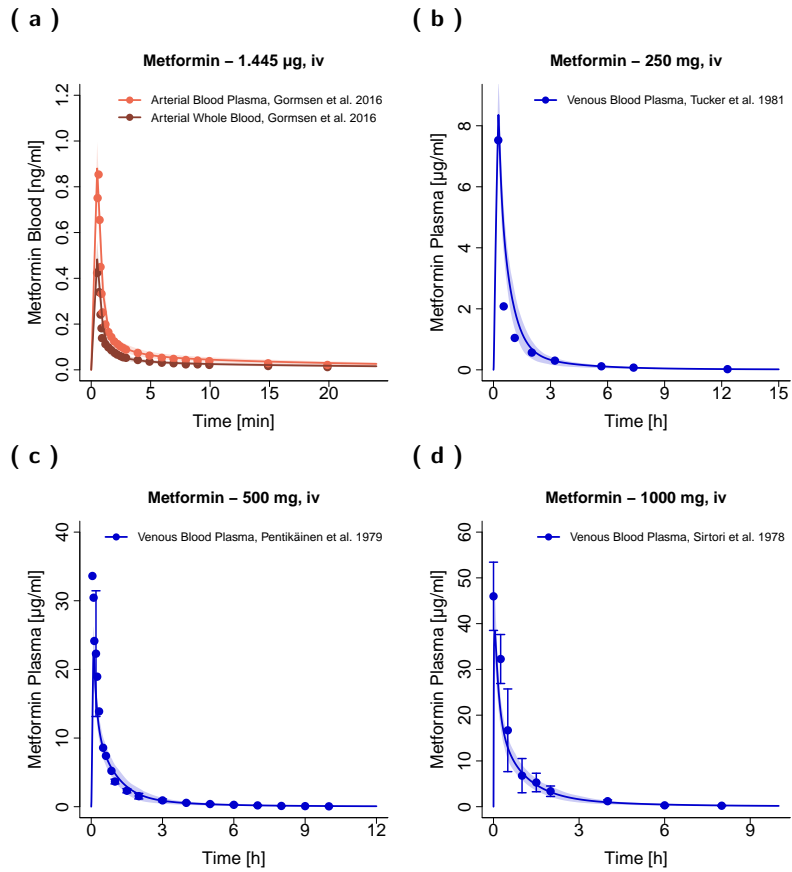 ( a )
Metformin – 1.445 µg, iv
Arterial Blood Plasma, Gormsen et al. 2016
Arterial Whole Blood, Gormsen et al. 2016
Metformin Blood [ng/ml]
0.0 0.2 0.4 0.6 0.8 1.0 1.2
0 5 10 15 20
Time [min]
( b )
Metformin – 250 mg, iv
Venous Blood Plasma, Tucker et al. 1981
Metformin Plasma [µg/ml]
0 2 4 6 8
0 3 6 9 12 15
Time [h]
( c )
Metformin – 500 mg, iv
Venous Blood Plasma, Pentikäinen et al. 1979
Metformin Plasma [µg/ml]
0 10 20 30 40
0 3 6 9 12
Time [h]
( d )
Metformin – 1000 mg, iv
Venous Blood Plasma, Sirtori et al. 1978
Metformin Plasma [µg/ml]
0 10 20 30 40 50 60
0 3 6 9
Time [h]